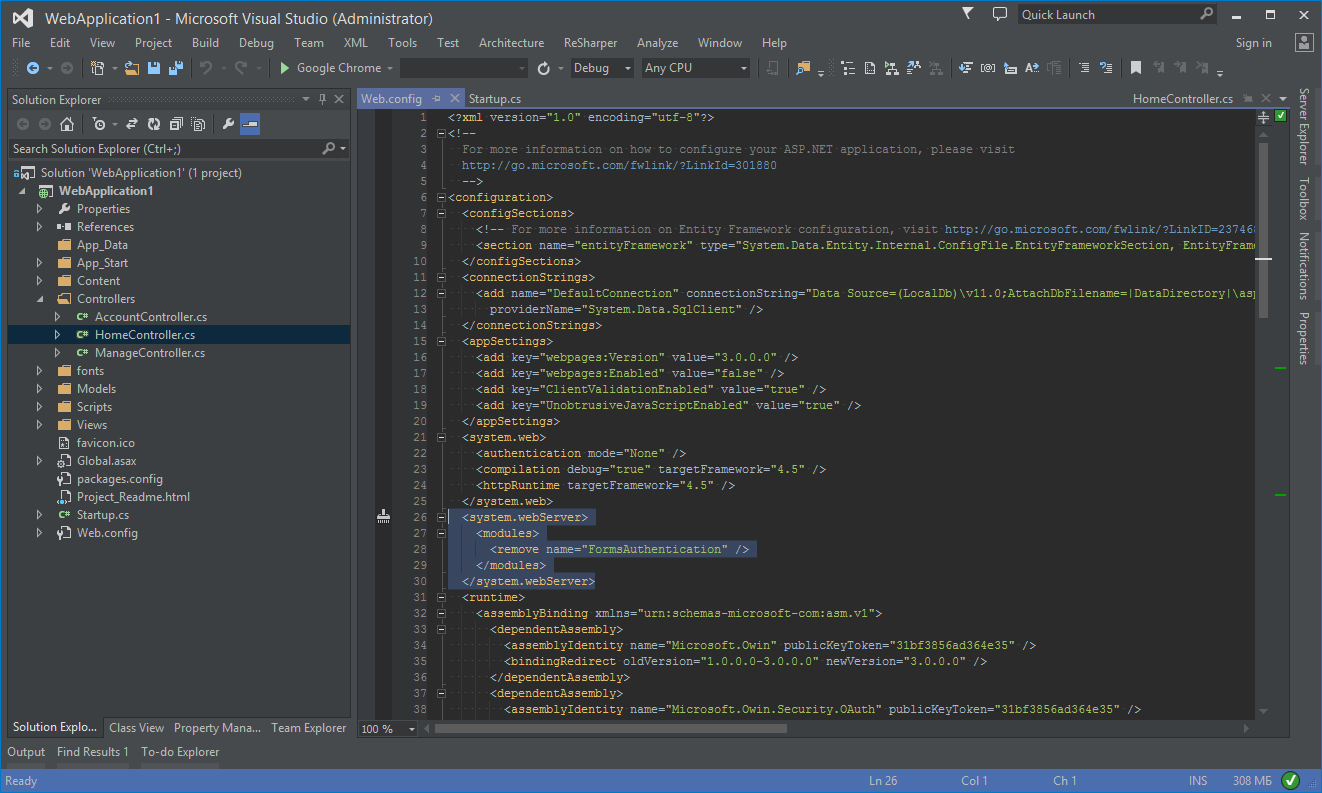 WebApplication1 - Microsoft Visual Studio (Administrator)
Quick Launch
File Edit View Project Build Debug Team XML Tools Test Architecture ReSharper Analyze Window Help
Sign in
Google Chrome
Debug
Any CPU
Solution Explorer
Search Solution Explorer (Ctrl+;)
Solution 'WebApplication1' (1 project)
WebApplication1
Properties
References
App_Data
App_Start
Content
Controllers
C# AccountController.cs
C# HomeController.cs
C# ManageController.cs
fonts
Models
Scripts
Views
favicon.ico
Global.asax
packages.config
Project_Readme.html
C# Startup.cs
Web.config
Solution Explo... Class View Property Mana... Team Explorer
Web.config Startup.cs HomeController.cs
1 <?xml version="1.0" encoding="utf-8"?>
2 <!--
3 For more information on how to configure your ASP.NET application, please visit
4 http://go.microsoft.com/fwlink/?LinkId=301880
5 -->
6 <configuration>
7 <configSections>
8 <!-- For more information on Entity Framework configuration, visit http://go.microsoft.com/fwlink/?LinkID=237468
9 <section name="entityFramework" type="System.Data.Entity.Internal.ConfigFile.EntityFrameworkSection, EntityFrame
10 </configSections>
11 <connectionStrings>
12 <add name="DefaultConnection" connectionString="Data Source=(LocalDb)\v11.0;AttachDbFilename=|DataDirectory|\asp
13 providerName="System.Data.SqlClient" />
14 </connectionStrings>
15 <appSettings>
16 <add key="webpages:Version" value="3.0.0.0" />
17 <add key="webpages:Enabled" value="false" />
18 <add key="ClientValidationEnabled" value="true" />
19 <add key="UnobtrusiveJavaScriptEnabled" value="true" />
20 </appSettings>
21 <system.web>
22 <authentication mode="None" />
23 <compilation debug="true" targetFramework="4.5" />
24 <httpRuntime targetFramework="4.5" />
25 </system.web>
26 <system.webServer>
27 <modules>
28 <remove name="FormsAuthentication" />
29 </modules>
30 </system.webServer>
31 <runtime>
32 <assemblyBinding xmlns="urn:schemas-microsoft-com:asm.v1">
33 <dependentAssembly>
34 <assemblyIdentity name="Microsoft.Owin" publicKeyToken="31bf3856ad364e35" />
35 <bindingRedirect oldVersion="1.0.0.0-3.0.0.0" newVersion="3.0.0.0" />
36 </dependentAssembly>
37 <dependentAssembly>
38 <assemblyIdentity name="Microsoft.Owin.Security.OAuth" publicKeyToken="31bf3856ad364e35" />
100 %
Server Explorer
Toolbox
Notifications
Properties
Output Find Results 1 To-do Explorer
Ready Ln 26 Col 1 Ch 1 INS 308 МБ